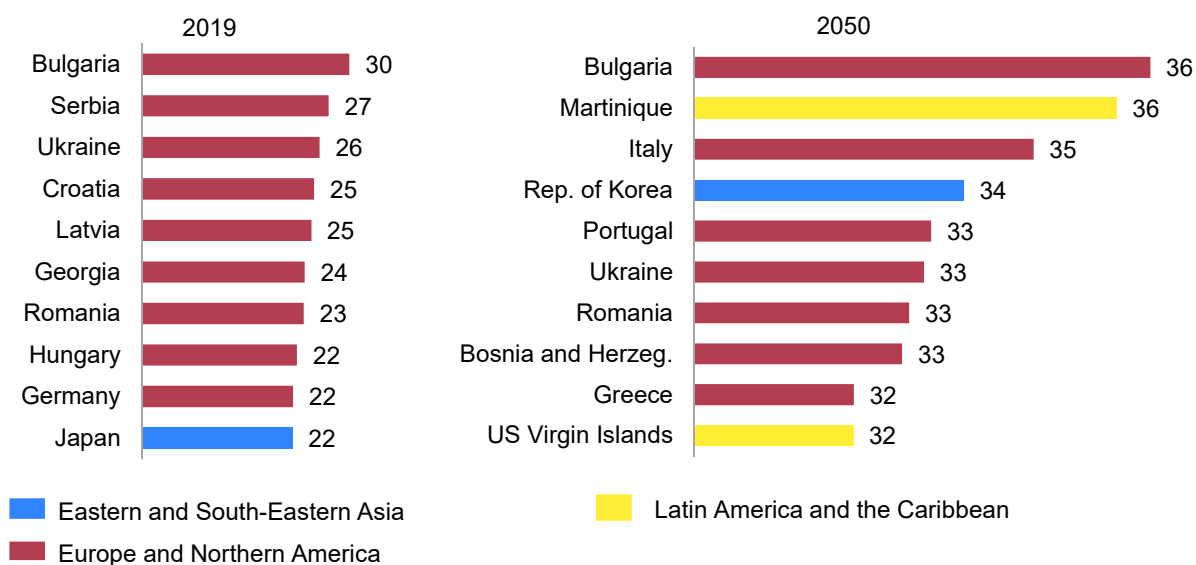 2019
Bulgaria 30
Serbia 27
Ukraine 26
Croatia 25
Latvia 25
Georgia 24
Romania 23
Hungary 22
Germany 22
Japan 22
2050
Bulgaria 36
Martinique 36
Italy 35
Rep. of Korea 34
Portugal 33
Ukraine 33
Romania 33
Bosnia and Herzeg. 33
Greece 32
US Virgin Islands 32
Eastern and South-Eastern Asia
Europe and Northern America
Latin America and the Caribbean